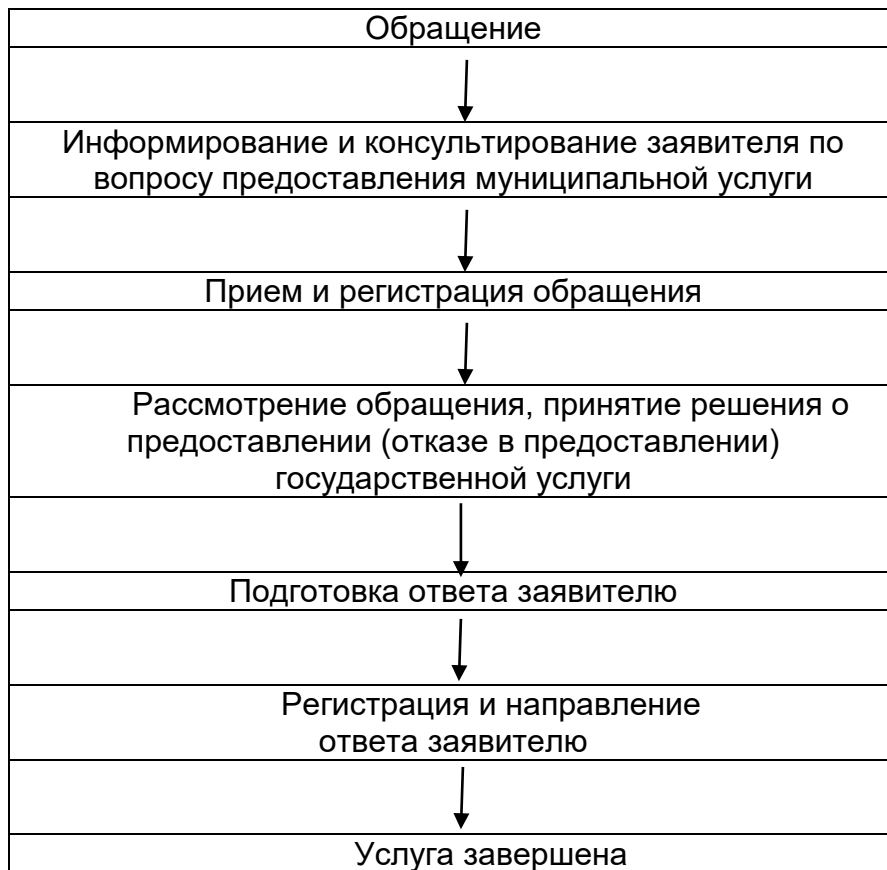 Обращение
Информирование и консультирование заявителя по
вопросу предоставления муниципальной услуги
Прием и регистрация обращения
Рассмотрение обращения, принятие решения о
предоставлении (отказе в предоставлении)
государственной услуги
Подготовка ответа заявителю
Регистрация и направление
ответа заявителю
Услуга завершена